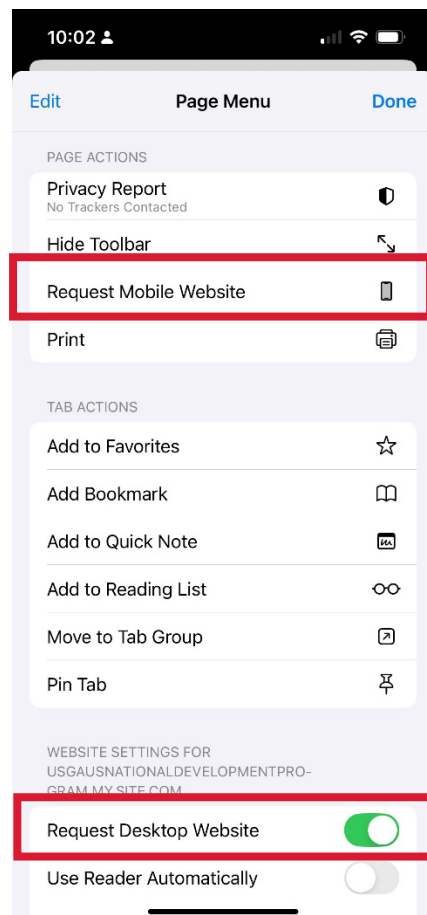 10:02
Edit Page Menu Done
PAGE ACTIONS
Privacy Report
No Trackers Contacted
Hide Toolbar
Request Mobile Website
Print
TAB ACTIONS
Add to Favorites
Add Bookmark
Add to Quick Note
Add to Reading List
Move to Tab Group
Pin Tab
WEBSITE SETTINGS FOR
USGAUSNATIONALDEVELOPMENTPRO-
GRAM.MY.SITE.COM
Request Desktop Website
Use Reader Automatically